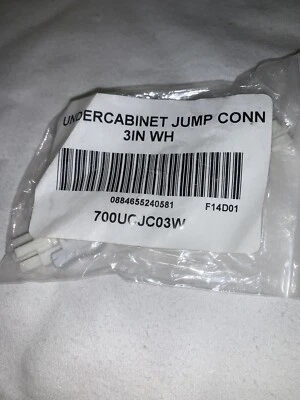 UNDERCABINET JUMP CONN
3IN WH
0884655240581 F14D01
700UCJC03W